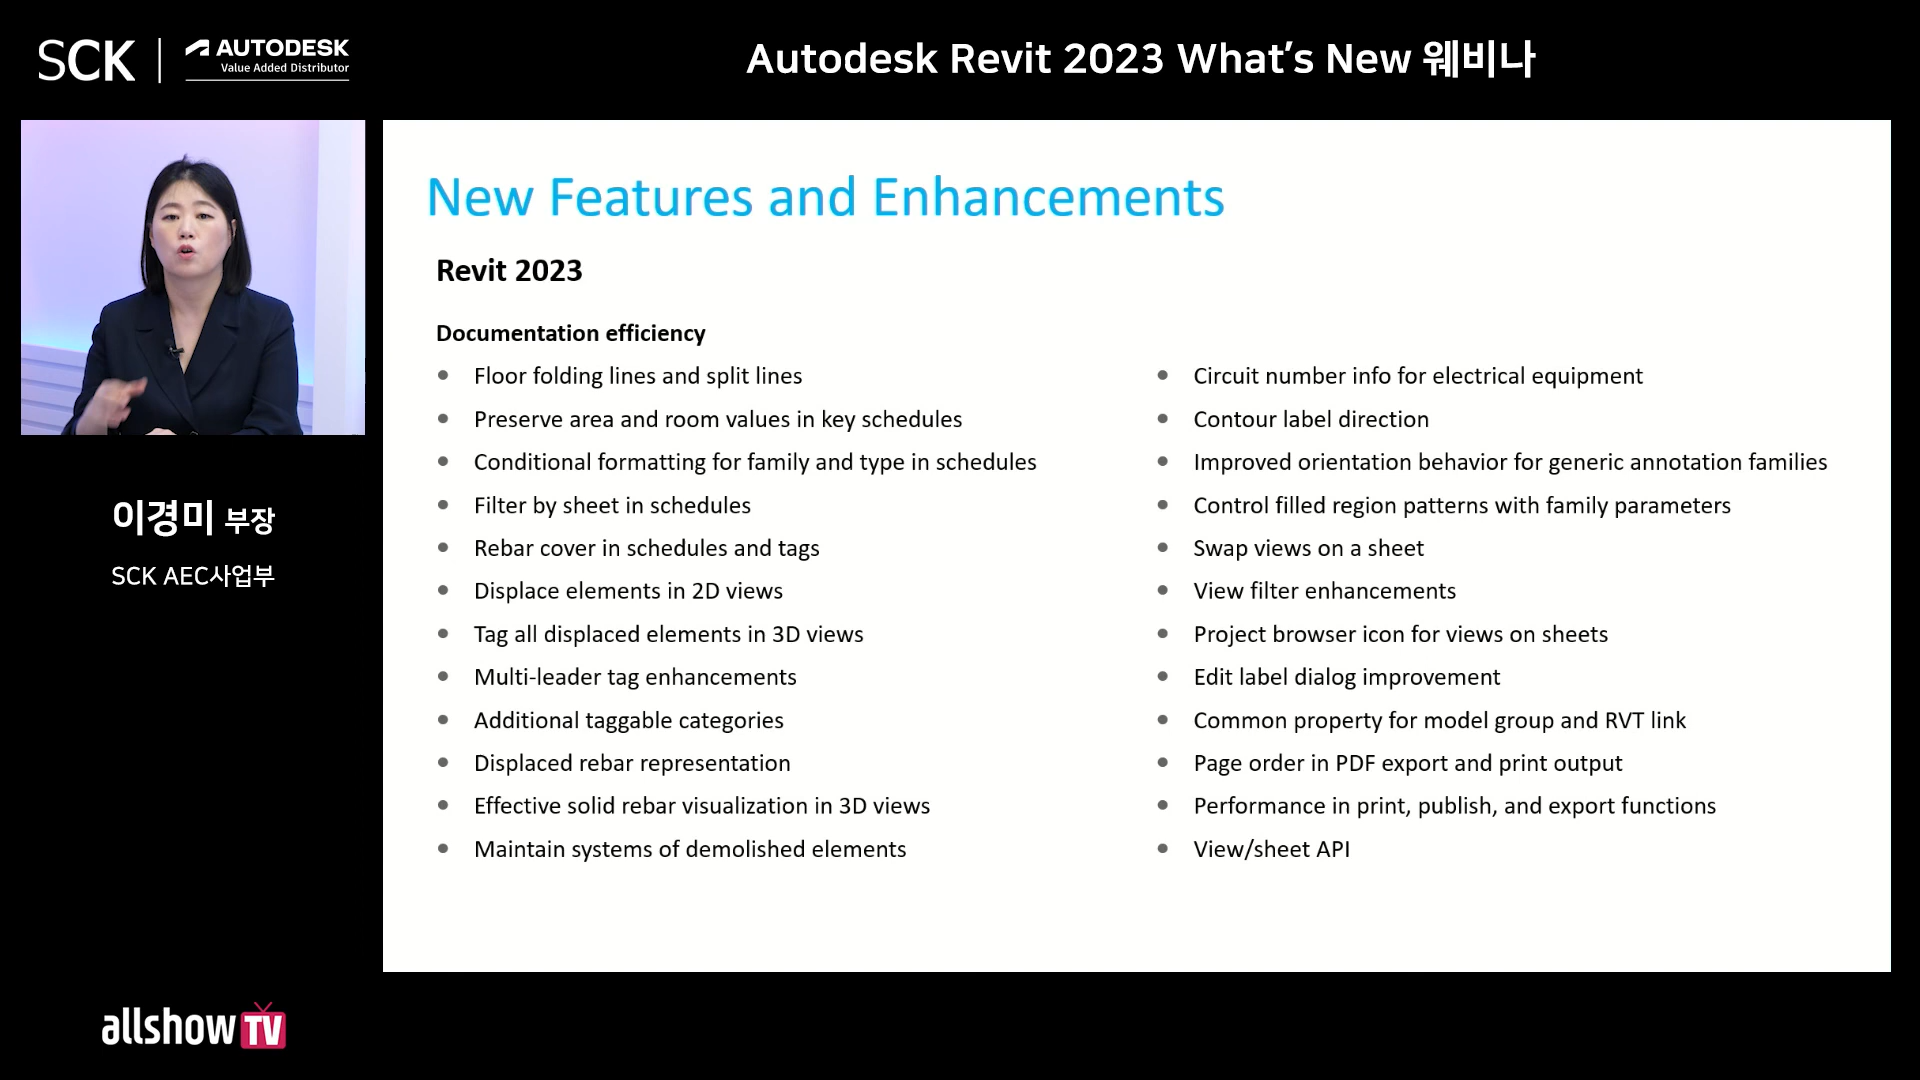 SCK
AUTODESK
Value Added Distributor
Autodesk Revit 2023 What's New 웨비나
New Features and Enhancements
Revit 2023
Documentation efficiency
Floor folding lines and split lines
Preserve area and room values in key schedules
Conditional formatting for family and type in schedules
Filter by sheet in schedules
Rebar cover in schedules and tags
Displace elements in 2D views
Tag all displaced elements in 3D views
Multi-leader tag enhancements
Additional taggable categories
Displaced rebar representation
Effective solid rebar visualization in 3D views
Maintain systems of demolished elements
Circuit number info for electrical equipment
Contour label direction
Improved orientation behavior for generic annotation families
Control filled region patterns with family parameters
Swap views on a sheet
View filter enhancements
Project browser icon for views on sheets
Edit label dialog improvement
Common property for model group and RVT link
Page order in PDF export and print output
Performance in print, publish, and export functions
View/sheet API
이경미 부장
SCK AEC사업부
allshow TV